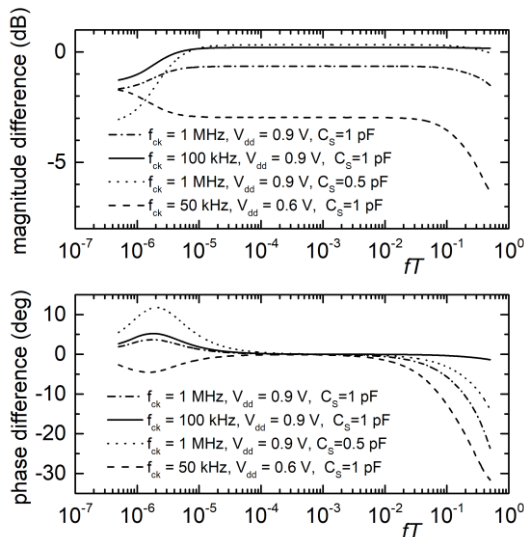 magnitude difference (dB)
0
-5
f_ck = 1 MHz, V_dd = 0.9 V, C_S=1 pF
f_ck = 100 kHz, V_dd = 0.9 V, C_S=1 pF
f_ck = 1 MHz, V_dd = 0.9 V, C_S=0.5 pF
f_ck = 50 kHz, V_dd = 0.6 V, C_S=1 pF
10^-7 10^-6 10^-5 10^-4 10^-3 10^-2 10^-1 10^0
fT
phase difference (deg)
10
0
-10
-20
-30
f_ck = 1 MHz, V_dd = 0.9 V, C_S=1 pF
f_ck = 100 kHz, V_dd = 0.9 V, C_S=1 pF
f_ck = 1 MHz, V_dd = 0.9 V, C_S=0.5 pF
f_ck = 50 kHz, V_dd = 0.6 V, C_S=1 pF
10^-7 10^-6 10^-5 10^-4 10^-3 10^-2 10^-1 10^0
fT